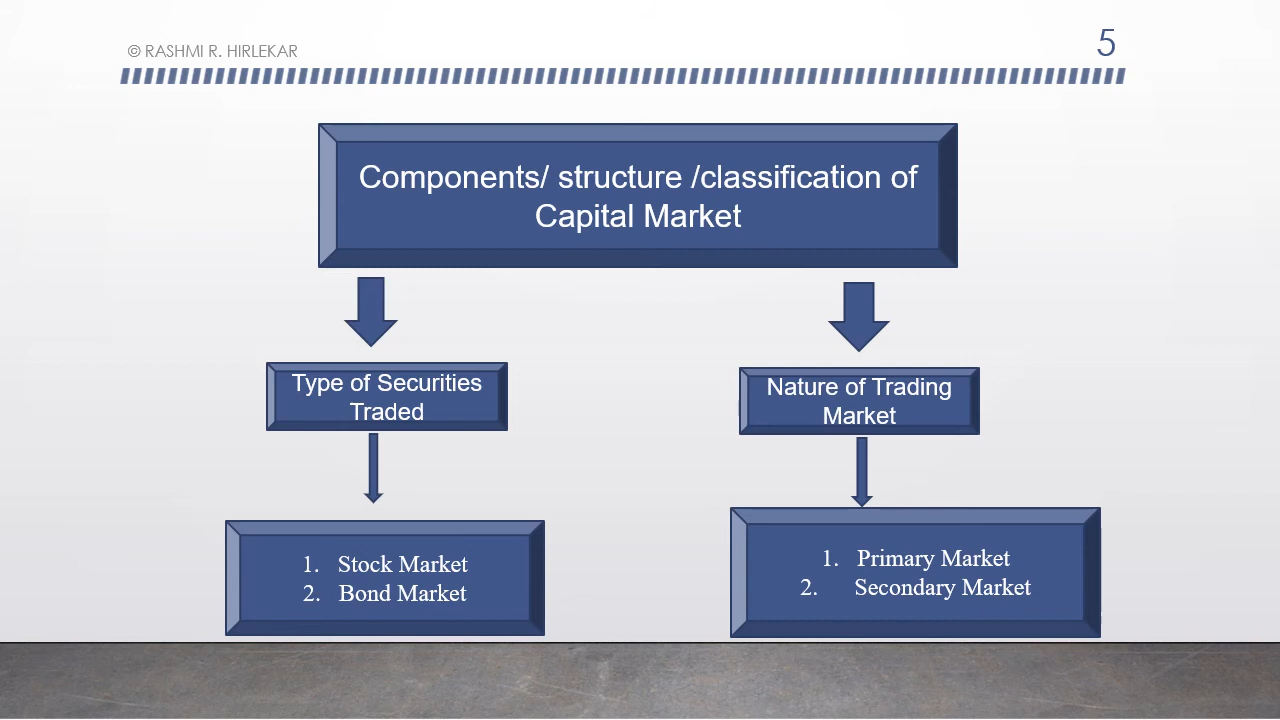 © RASHMI R. HIRLEKAR
5
Components/ structure /classification of
Capital Market
Type of Securities
Traded
Nature of Trading
Market
1. Stock Market
2. Bond Market
1. Primary Market
2. Secondary Market